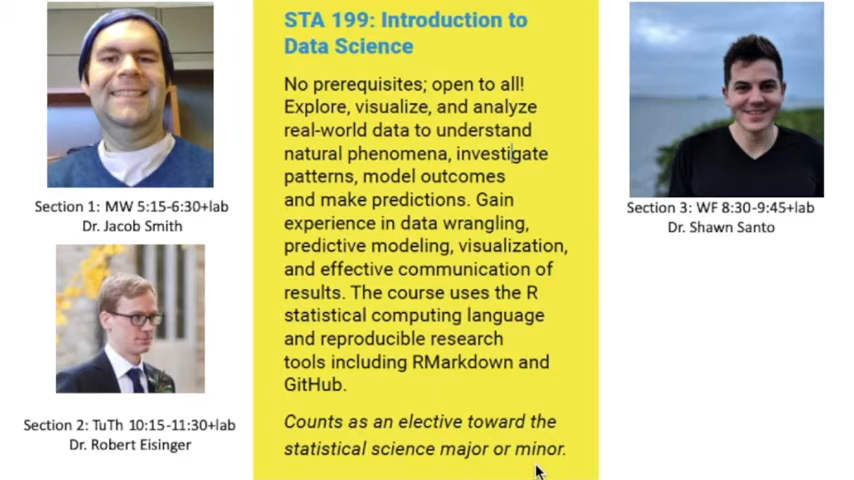 STA 199: Introduction to
Data Science
No prerequisites; open to all!
Explore, visualize, and analyze
real-world data to understand
natural phenomena, investigate
patterns, model outcomes
and make predictions. Gain
experience in data wrangling,
predictive modeling, visualization,
and effective communication of
results. The course uses the R
statistical computing language
and reproducible research
tools including RMarkdown and
GitHub.
Counts as an elective toward the
statistical science major or minor.
Section 1: MW 5:15-6:30+lab
Dr. Jacob Smith
Section 2: TuTh 10:15-11:30+lab
Dr. Robert Eisinger
Section 3: WF 8:30-9:45+lab
Dr. Shawn Santo